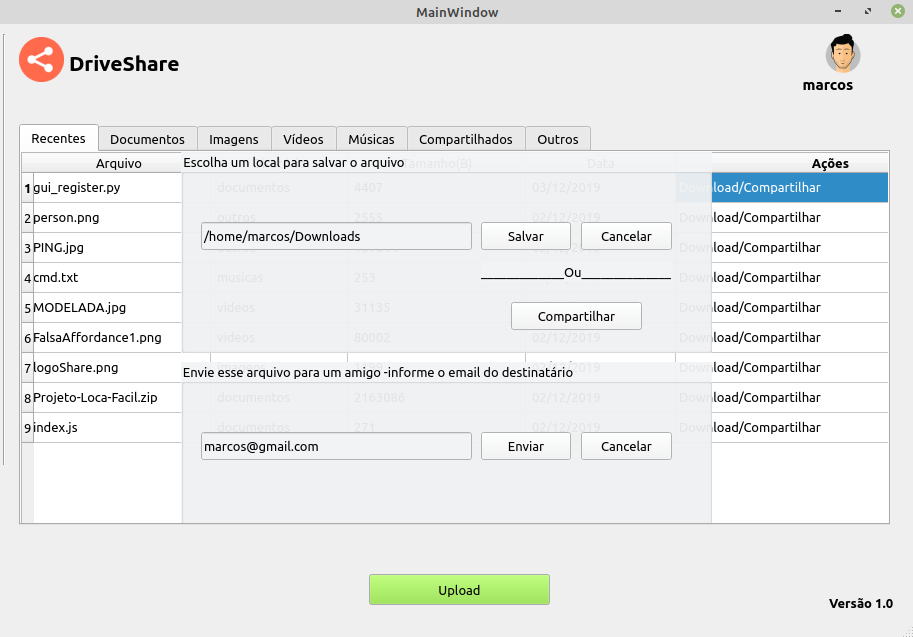 MainWindow
DriveShare
marcos
Recentes Documentos Imagens Vídeos Músicas Compartilhados Outros
Arquivo Tamanho(B) Data Ações
Escolha um local para salvar o arquivo
1 gui_register.py documentos 4407 03/12/2019 Download/Compartilhar
2 person.png outros 2553 02/12/2019 Download/Compartilhar
/home/marcos/Downloads Salvar Cancelar
3 PING.jpg Download/Compartilhar
_____________Ou______________
4 cmd.txt musicas 253 Download/Compartilhar
5 MODELADA.jpg videos 31135 02/12/2019 Download/Compartilhar
Compartilhar
6 FalsaAffordance1.png videos 80002 02/12/2019 Download/Compartilhar
7 logoShare.png Download/Compartilhar
Envie esse arquivo para um amigo -informe o email do destinatário
8 Projeto-Loca-Facil.zip documentos 2163086 02/12/2019 Download/Compartilhar
9 index.js documentos 271 02/12/2019 Download/Compartilhar
marcos@gmail.com Enviar Cancelar
Upload
Versão 1.0